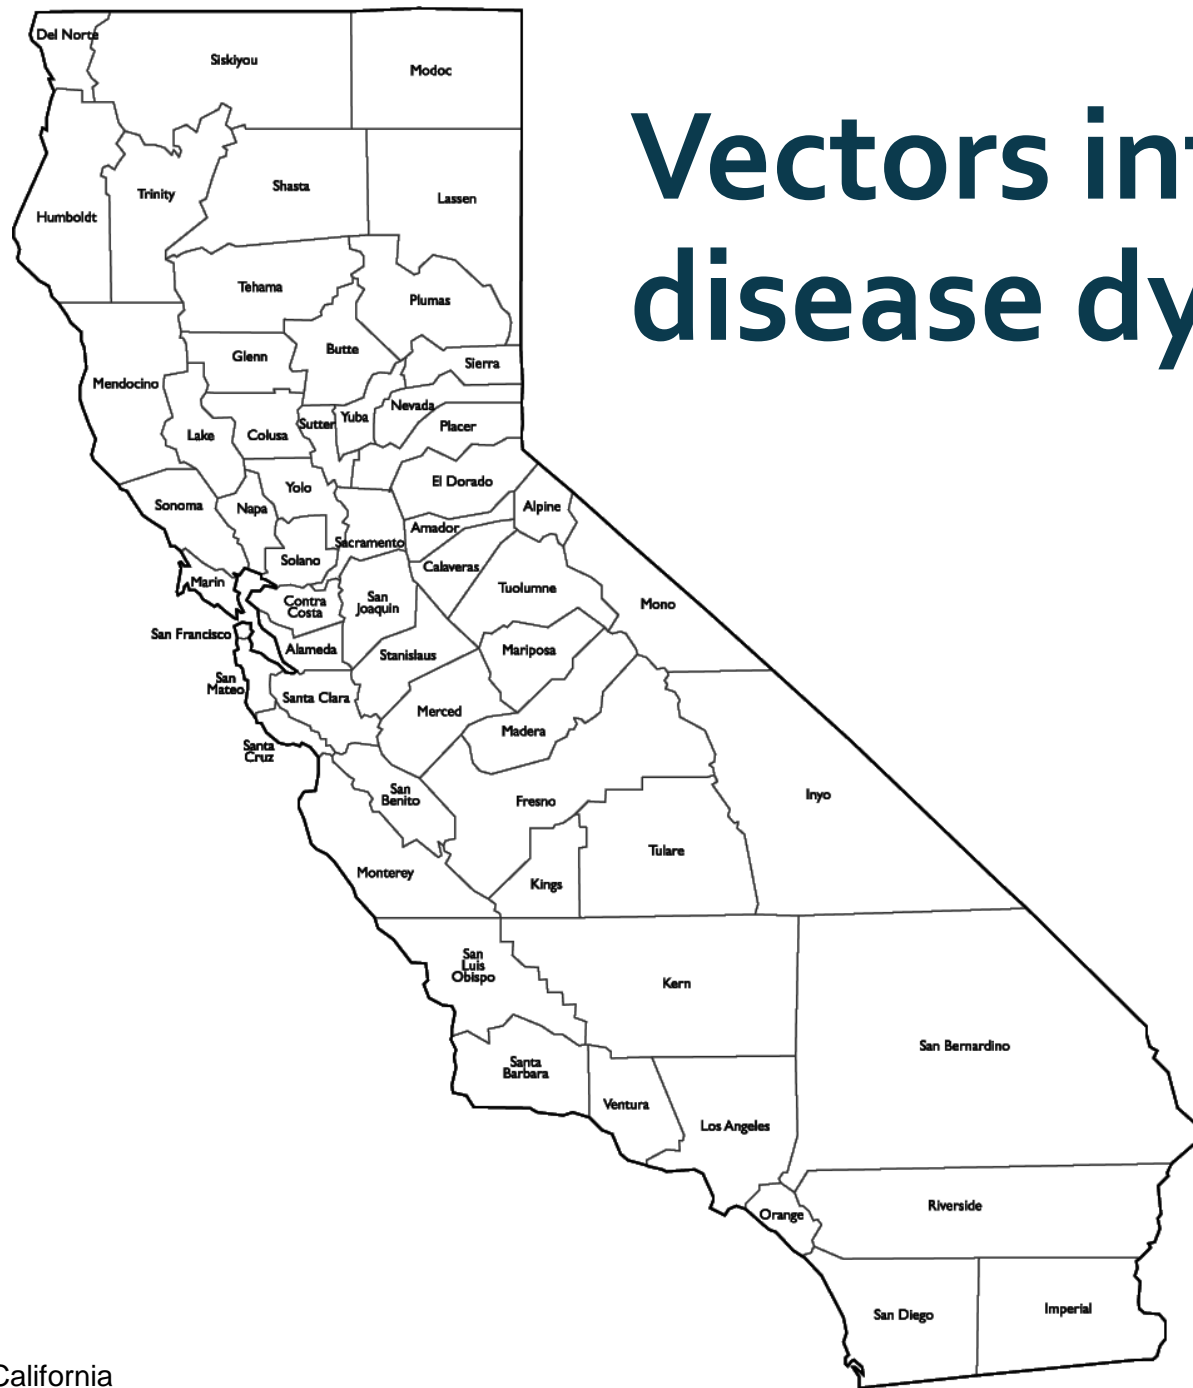 Vectors in
disease dy
Del Norte
Siskiyou
Modoc
Humboldt
Trinity
Shasta
Lassen
Tehama
Plumas
Mendocino
Glenn
Butte
Sierra
Lake
Colusa
Sutter
Yuba
Nevada
Placer
El Dorado
Sonoma
Napa
Yolo
Sacramento
Amador
Alpine
Solano
Calaveras
Marin
Contra
Costa
San
Joaquin
Tuolumne
Mono
San Francisco
Alameda
Stanislaus
Mariposa
San
Mateo
Santa Clara
Merced
Madera
Santa
Cruz
San
Benito
Fresno
Inyo
Monterey
Kings
Tulare
San
Luis
Obispo
Kern
San Bernardino
Santa
Barbara
Ventura
Los Angeles
Orange
Riverside
San Diego
Imperial
California